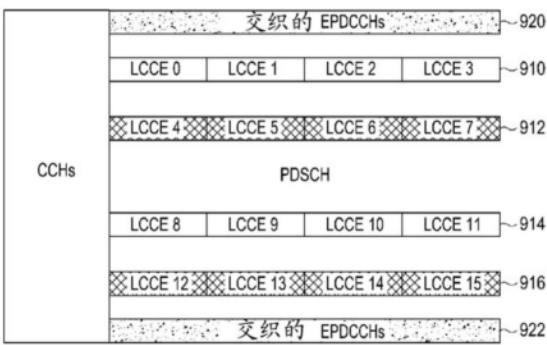 交织的 EPDCCHs 920
LCCE 0 LCCE 1 LCCE 2 LCCE 3 910
LCCE 4 LCCE 5 LCCE 6 LCCE 7 912
CCHs PDSCH
LCCE 8 LCCE 9 LCCE 10 LCCE 11 914
LCCE 12 LCCE 13 LCCE 14 LCCE 15 916
交织的 EPDCCHs 922